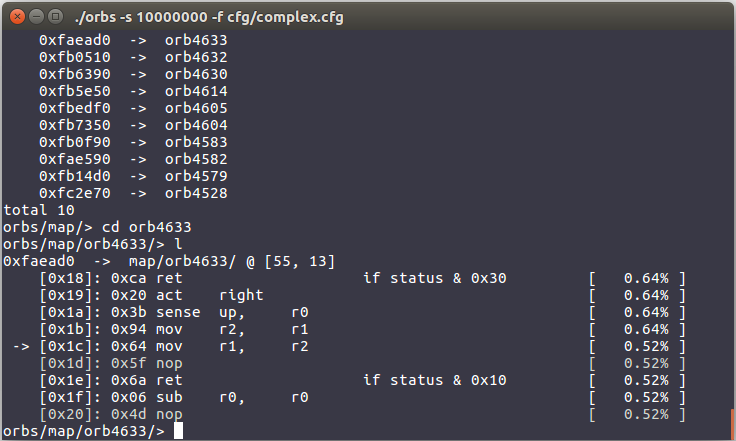 ./orbs -s 10000000 -f cfg/complex.cfg
0xfaead0 -> orb4633
0xfb0510 -> orb4632
0xfb6390 -> orb4630
0xfb5e50 -> orb4614
0xfbedf0 -> orb4605
0xfb7350 -> orb4604
0xfb0f90 -> orb4583
0xfae590 -> orb4582
0xfb14d0 -> orb4579
0xfc2e70 -> orb4528
total 10
orbs/map/> cd orb4633
orbs/map/orb4633/> l
0xfaead0 -> map/orb4633/ @ [55, 13]
[0x18]: 0xca ret if status & 0x30 [ 0.64% ]
[0x19]: 0x20 act right [ 0.64% ]
[0x1a]: 0x3b sense up, r0 [ 0.64% ]
[0x1b]: 0x94 mov r2, r1 [ 0.64% ]
-> [0x1c]: 0x64 mov r1, r2 [ 0.52% ]
[0x1d]: 0x5f nop [ 0.52% ]
[0x1e]: 0x6a ret if status & 0x10 [ 0.52% ]
[0x1f]: 0x06 sub r0, r0 [ 0.52% ]
[0x20]: 0x4d nop [ 0.52% ]
orbs/map/orb4633/>